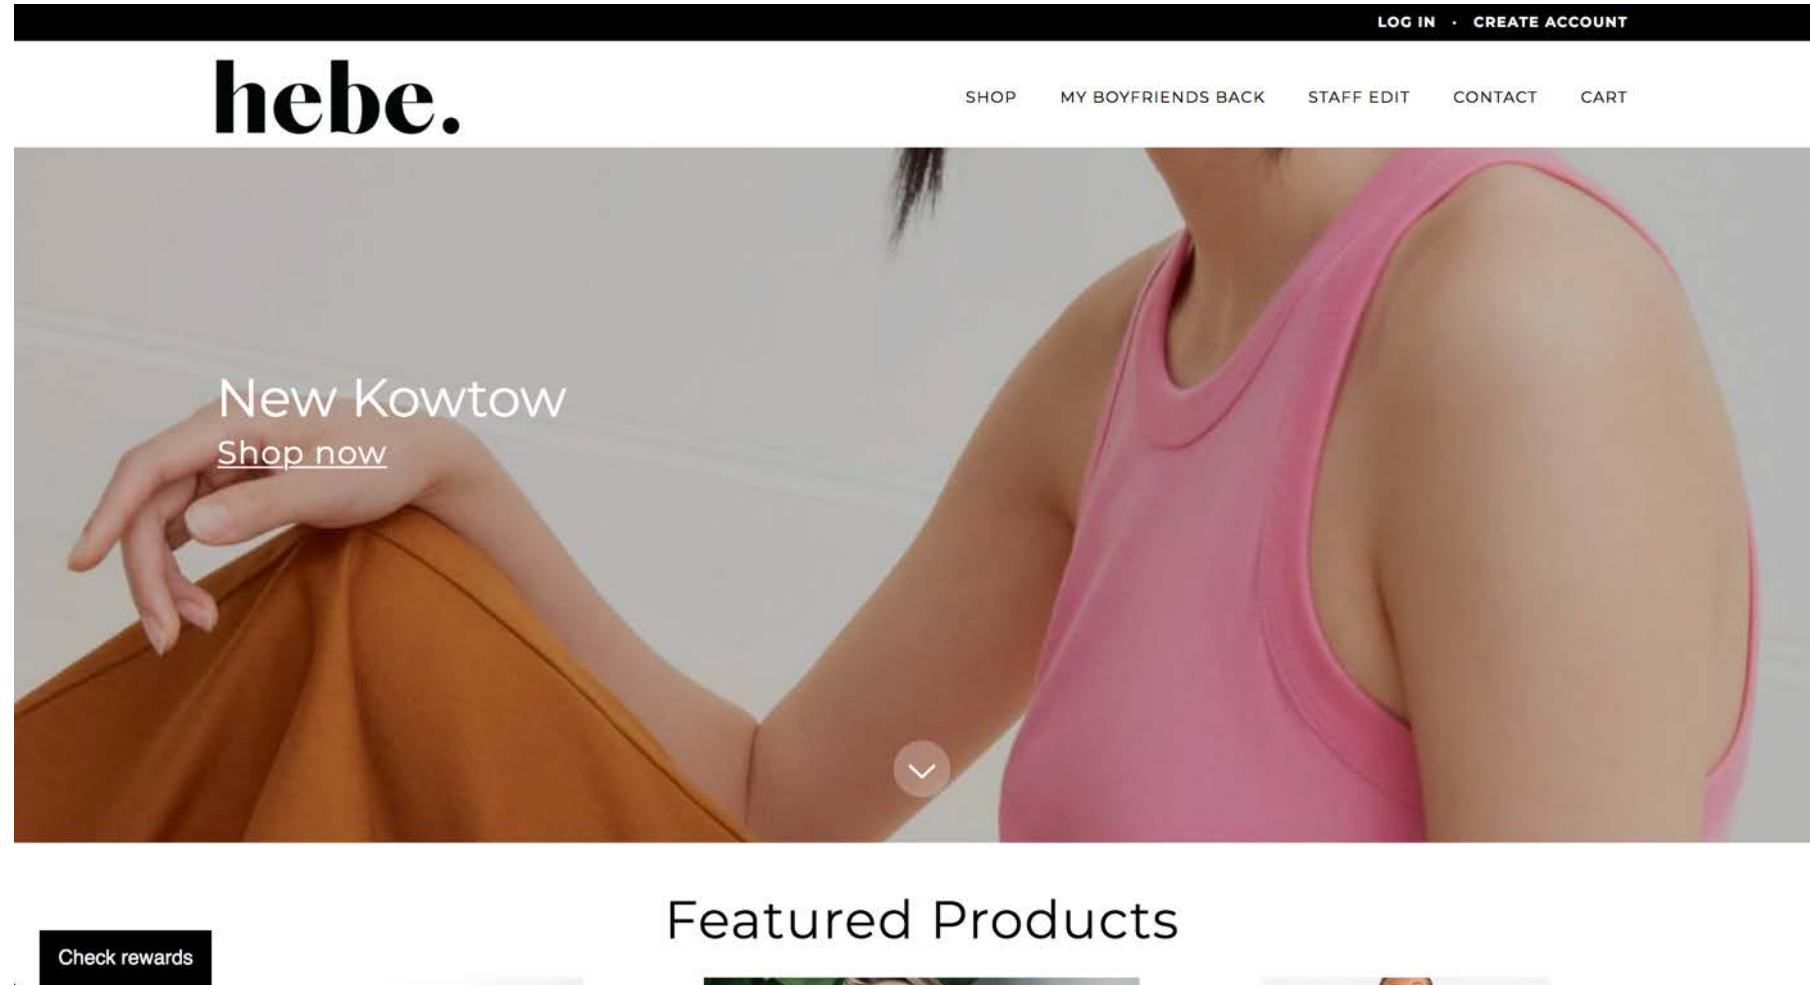 LOG IN · CREATE ACCOUNT
hebe.
SHOP MY BOYFRIENDS BACK STAFF EDIT CONTACT CART
New Kowtow
Shop now
Featured Products
Check rewards